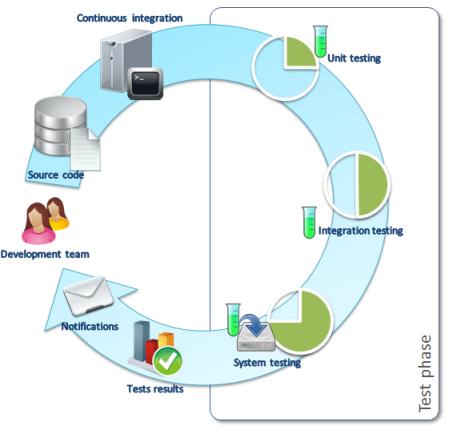 Continuous integration
>_
Unit testing
Source code
Integration testing
Development team
Notifications
System testing
Tests results
Test phase